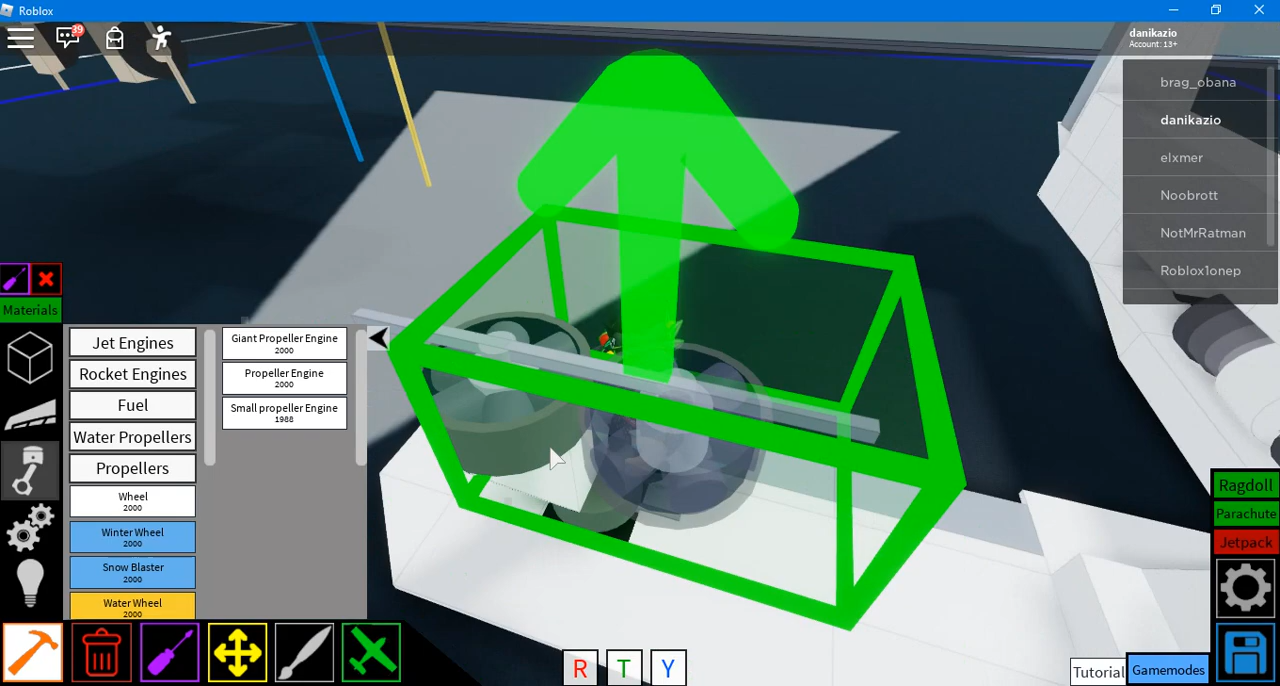 Roblox
39
danikazio
Account: 13+
brag_obana
danikazio
elxmer
Noobrott
NotMrRatman
Roblox1onep
Materials
Jet Engines
Rocket Engines
Fuel
Water Propellers
Propellers
Wheel
2000
Winter Wheel
2000
Snow Blaster
2000
Water Wheel
2000
Giant Propeller Engine
2000
Propeller Engine
2000
Small propeller Engine
1988
Ragdoll
Parachute
Jetpack
R
T
Y
Tutorial
Gamemodes